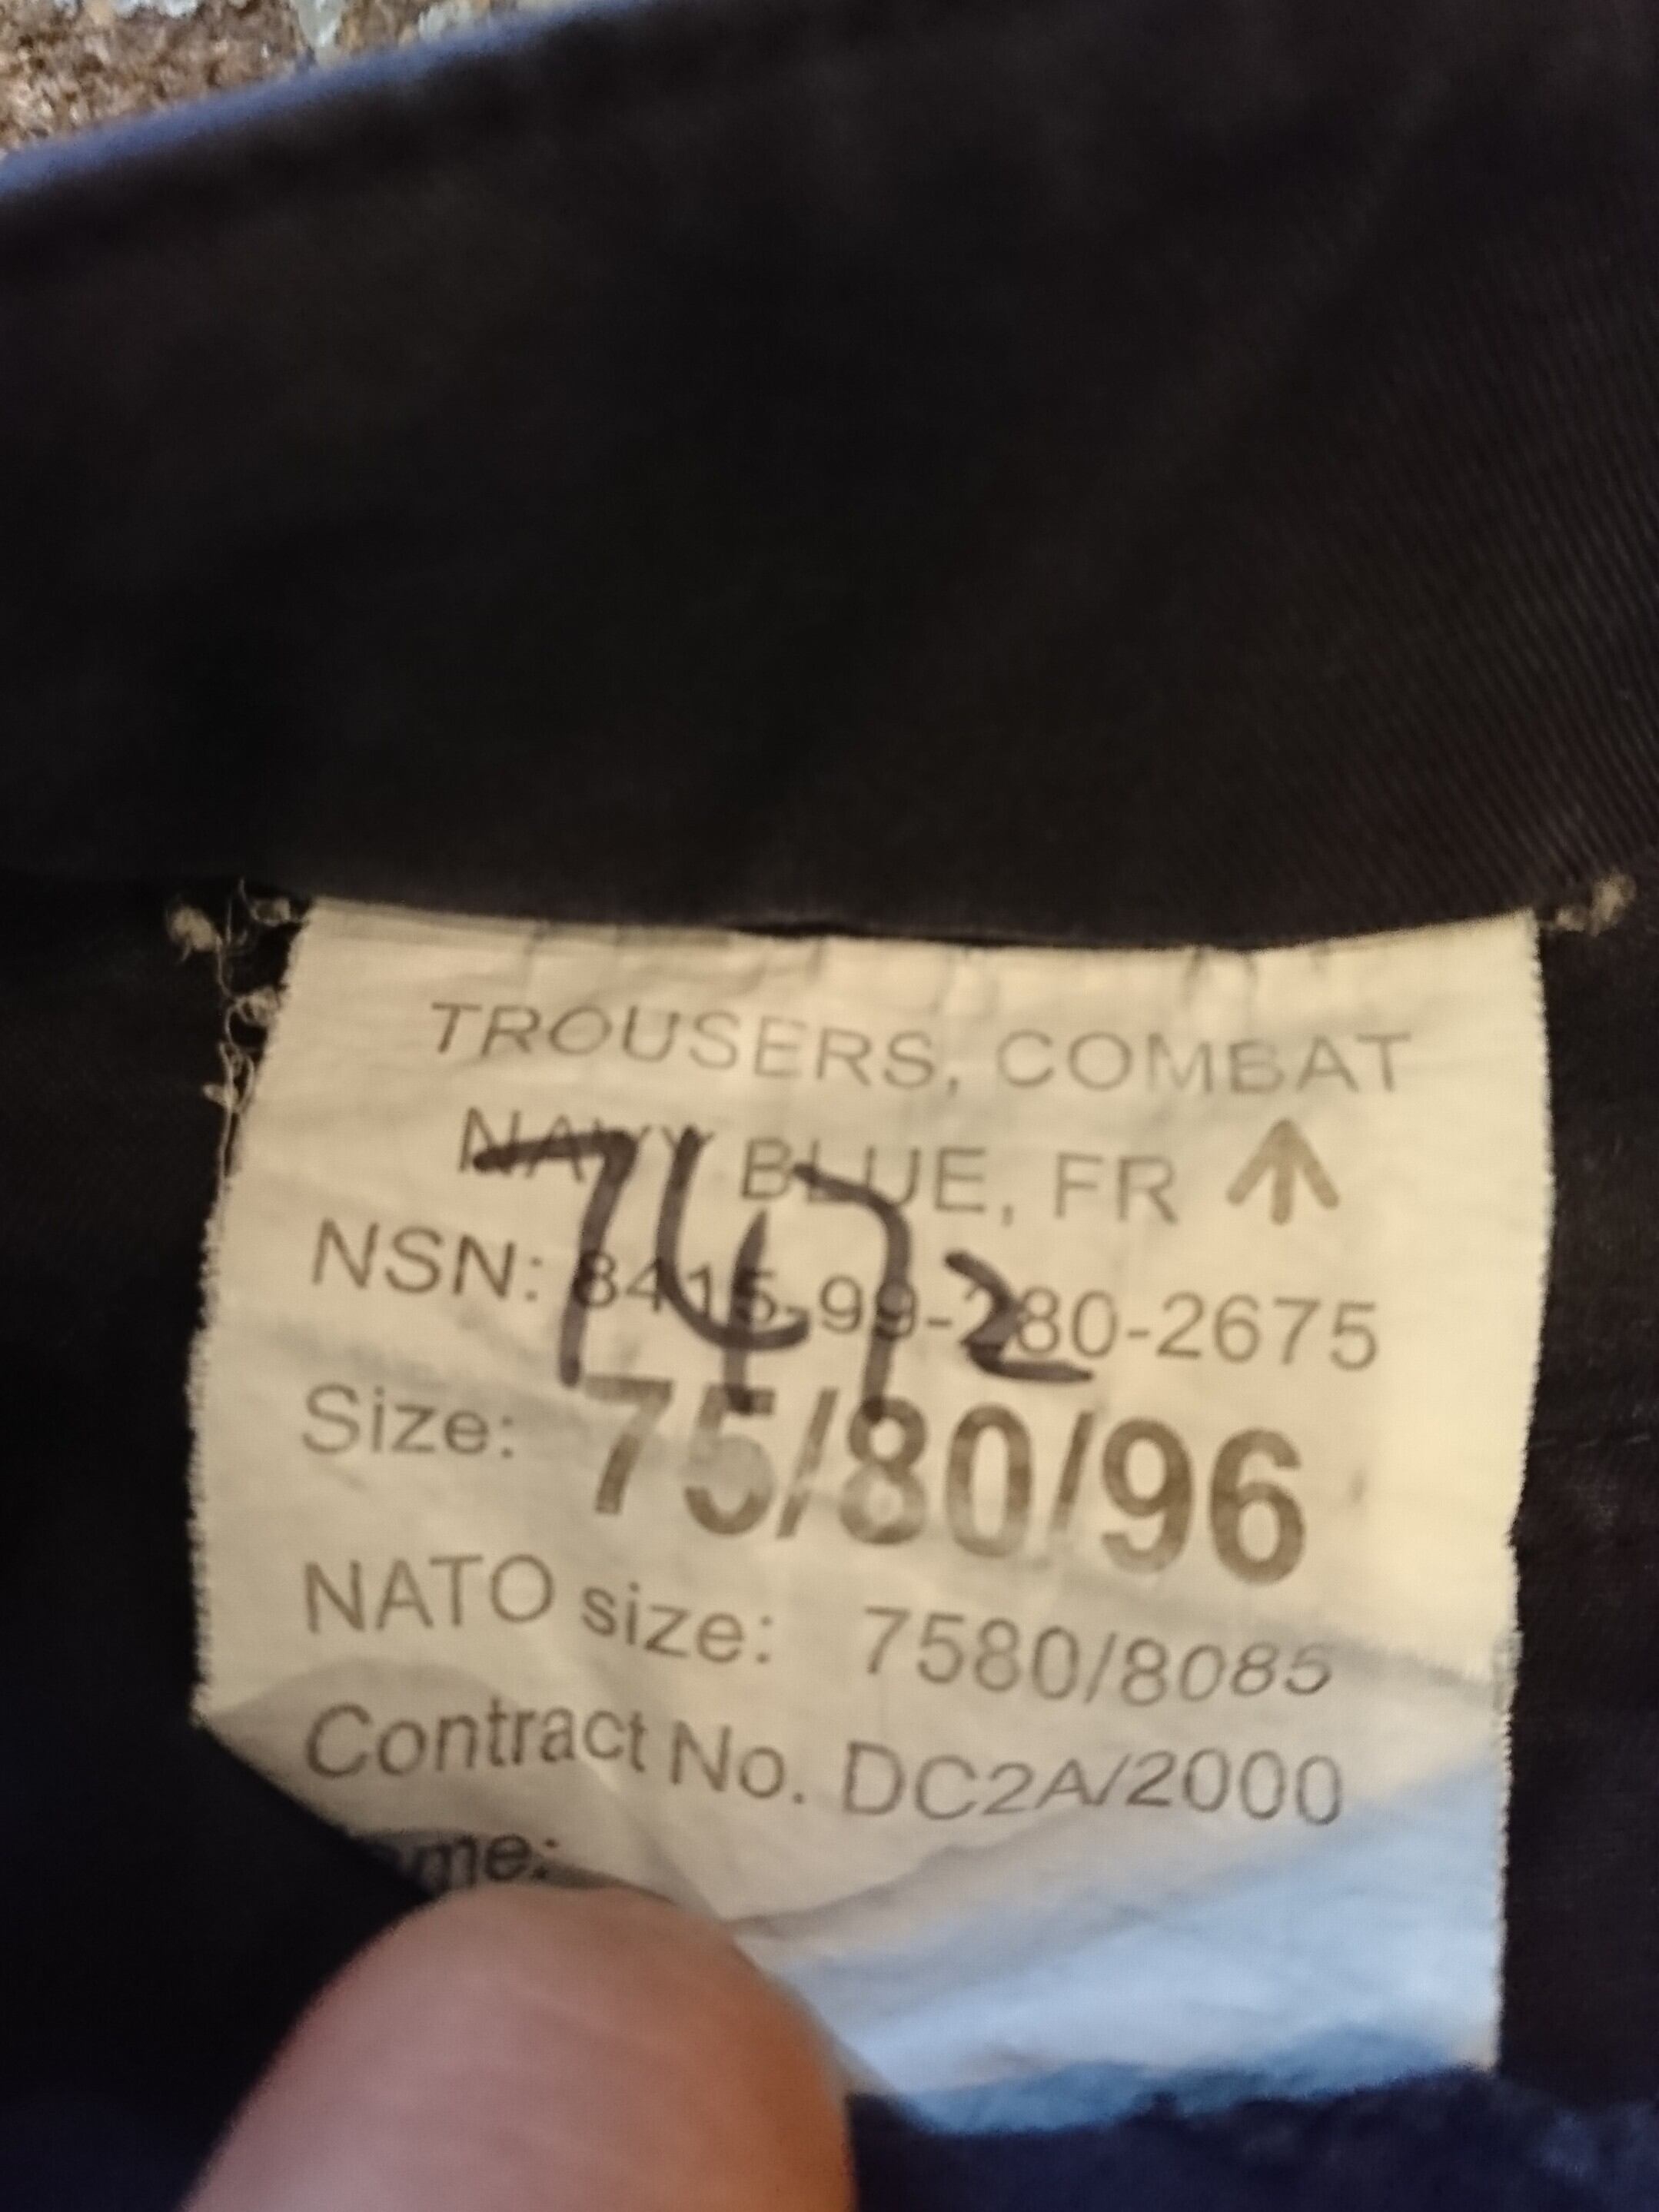 TROUSERS, COMBAT
NAVY BLUE, FR
7472
NSN: 8415-99-280-2675
Size: 75/80/96
NATO size: 7580/8085
Contract No. DC2A/2000